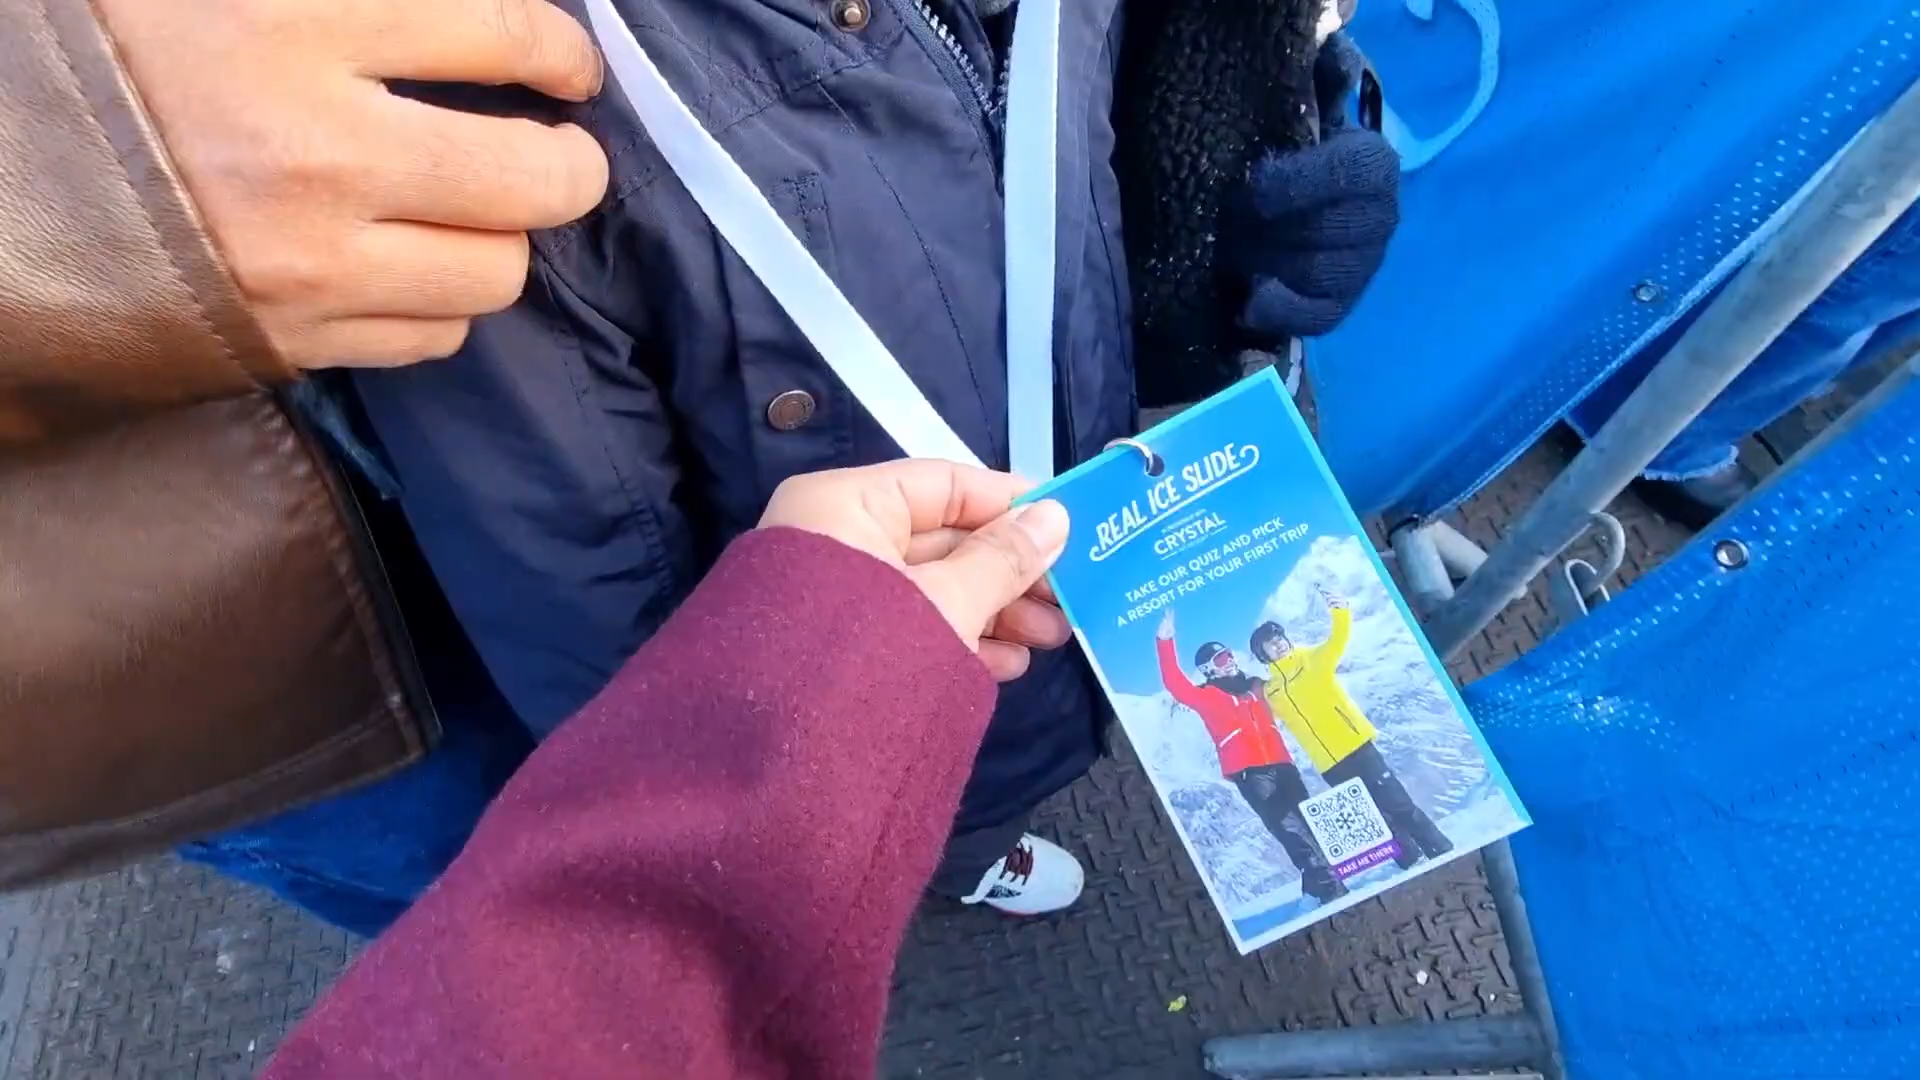 REAL ICE SLIDE
CRYSTAL
TAKE OUR QUIZ AND PICK
A RESORT FOR YOUR FIRST TRIP
TAKE ME THERE